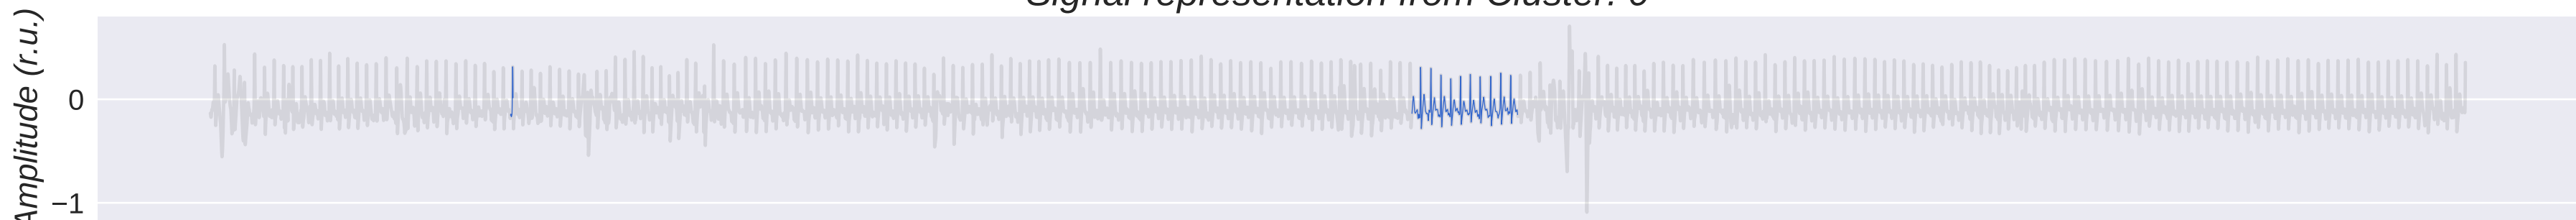 Signal representation from Cluster:
Amplitude (r.u.)
0
−1